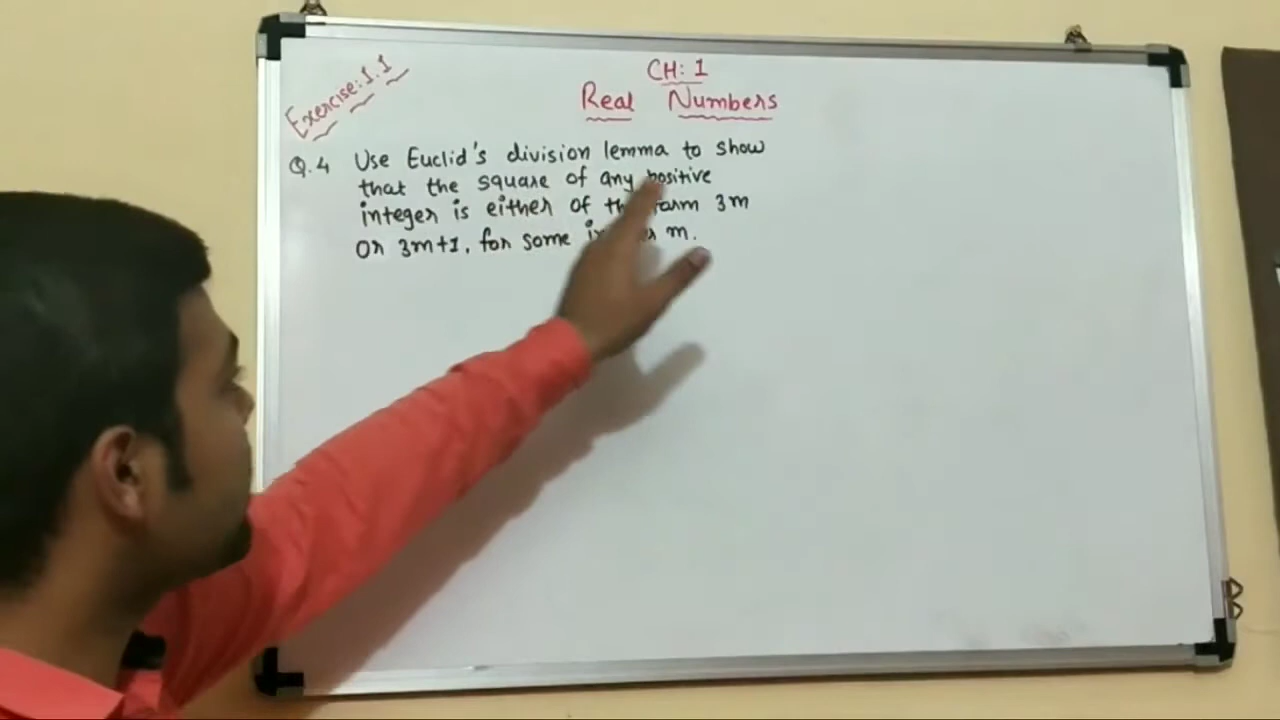 Exercise: 1.1
CH: 1
Real Numbers
Q.4 Use Euclid's division lemma to show
that the square of any positive
integer is either of the farm 3m
or 3m+1, for some m.